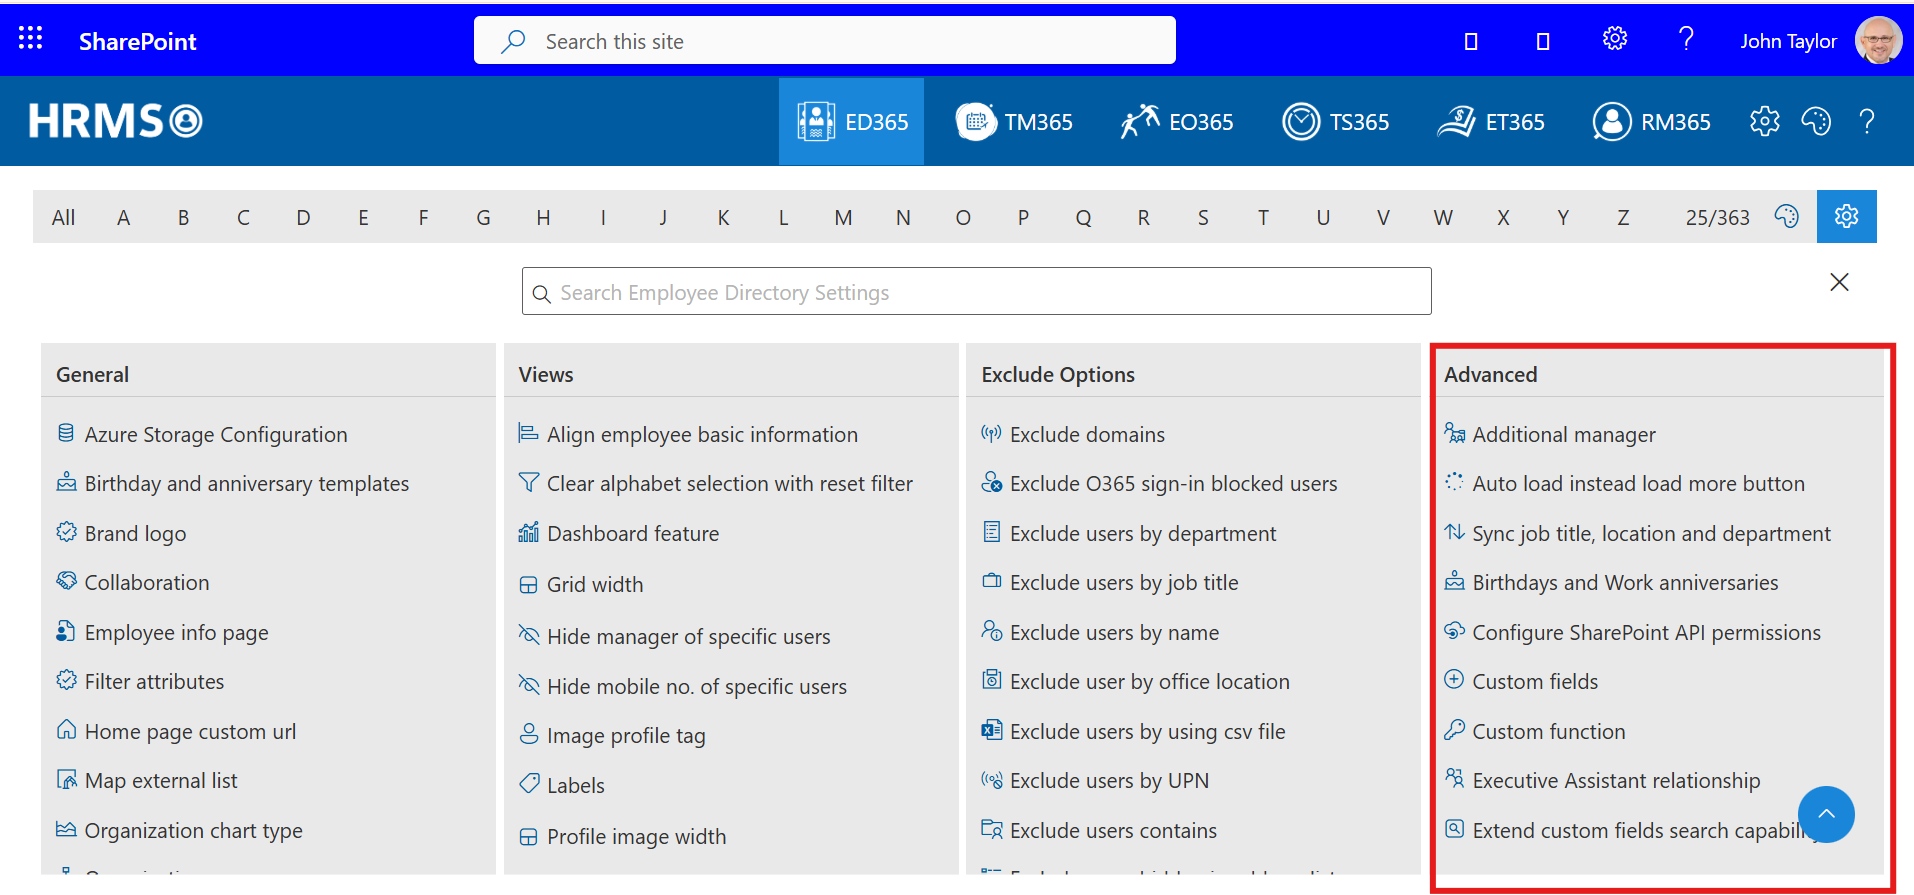 SharePoint
Search this site
John Taylor
HRMS
ED365
TM365
EO365
TS365
ET365
RM365
All A B C D E F G H I J K L M N O P Q R S T U V W X Y Z 25/363
Search Employee Directory Settings
General
Azure Storage Configuration
Birthday and anniversary templates
Brand logo
Collaboration
Employee info page
Filter attributes
Home page custom url
Map external list
Organization chart type
Views
Align employee basic information
Clear alphabet selection with reset filter
Dashboard feature
Grid width
Hide manager of specific users
Hide mobile no. of specific users
Image profile tag
Labels
Profile image width
Exclude Options
Exclude domains
Exclude O365 sign-in blocked users
Exclude users by department
Exclude users by job title
Exclude users by name
Exclude user by office location
Exclude users by using csv file
Exclude users by UPN
Exclude users contains
Advanced
Additional manager
Auto load instead load more button
Sync job title, location and department
Birthdays and Work anniversaries
Configure SharePoint API permissions
Custom fields
Custom function
Executive Assistant relationship
Extend custom fields search capability